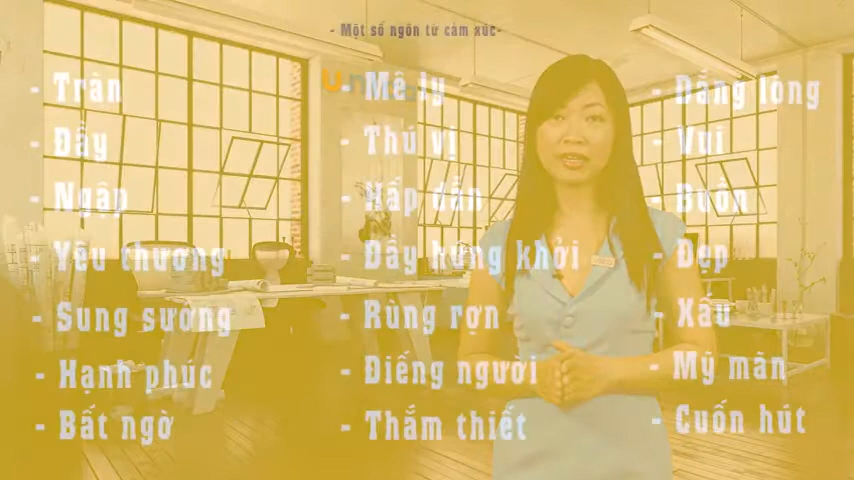 - Một số ngôn từ cảm xúc-
- Tràn
- Đầy
- Ngập
- Yêu thương
- Sung sướng
- Hạnh phúc
- Bất ngờ
- Mê ly
- Thú vị
- Hấp dẫn
- Đầy hứng khởi
- Rùng rợn
- Điếng người
- Thắm thiết
- Đắng lòng
- Vui
- Buồn
- Đẹp
- Xấu
- Mỹ mãn
- Cuốn hút